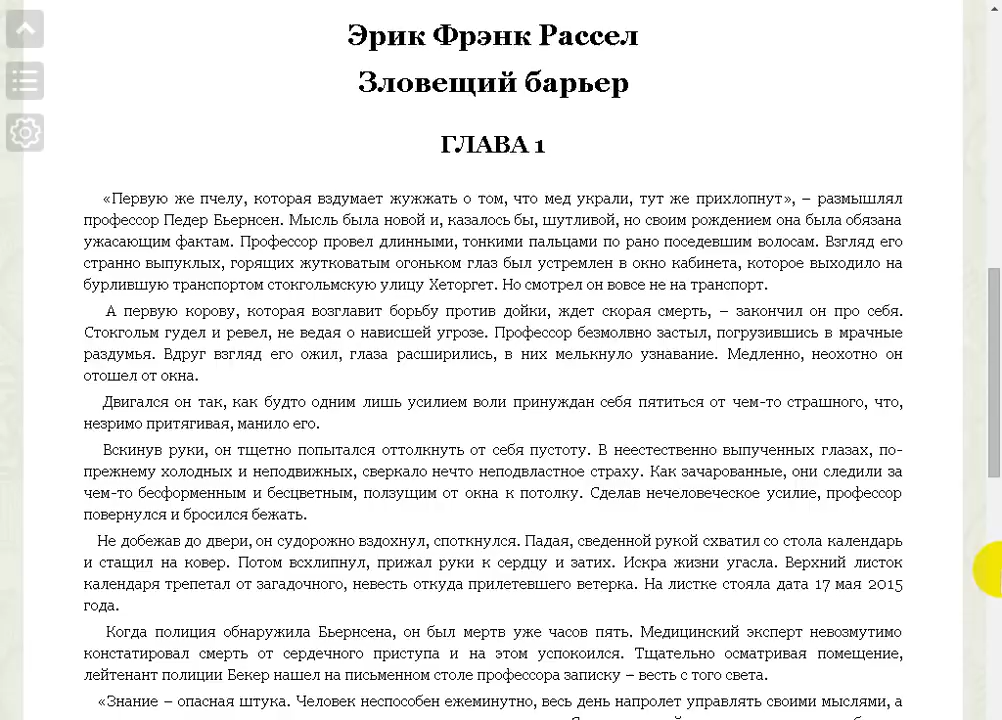 Эрик Фрэнк Рассел
Зловещий барьер
ГЛАВА 1
«Первую же пчелу, которая вздумает жужжать о том, что мед украли, тут же прихлопнут», – размышлял
профессор Педер Бьернсен. Мысль была новой и, казалось бы, шутливой, но своим рождением она была обязана
ужасающим фактам. Профессор провел длинными, тонкими пальцами по рано поседевшим волосам. Взгляд его
странно выпуклых, горящих жутковатым огоньком глаз был устремлен в окно кабинета, которое выходило на
бурлившую транспортом стокгольмскую улицу Хеторгет. Но смотрел он вовсе не на транспорт.
А первую корову, которая возглавит борьбу против дойки, ждет скорая смерть, – закончил он про себя.
Стокгольм гудел и ревел, не ведая о нависшей угрозе. Профессор безмолвно застыл, погрузившись в мрачные
раздумья. Вдруг взгляд его ожил, глаза расширились, в них мелькнуло узнавание. Медленно, неохотно он
отошел от окна.
Двигался он так, как будто одним лишь усилием воли принуждан себя пятиться от чем-то страшного, что,
незримо притягивая, манило его.
Вскинув руки, он тщетно попытался оттолкнуть от себя пустоту. В неестественно выпученных глазах, по-
прежнему холодных и неподвижных, сверкало нечто неподвластное страху. Как зачарованные, они следили за
чем-то бесформенным и бесцветным, ползущим от окна к потолку. Сделав нечеловеческое усилие, профессор
повернулся и бросился бежать.
Не добежав до двери, он судорожно вздохнул, споткнулся. Падая, сведенной рукой схватил со стола календарь
и стащил на ковер. Потом всхлипнул, прижал руки к сердцу и затих. Искра жизни угасла. Верхний листок
календаря трепетал от загадочного, невесть откуда прилетевшего ветерка. На листке стояла дата 17 мая 2015
года.
Когда полиция обнаружила Бьернсена, он был мертв уже часов пять. Медицинский эксперт невозмутимо
констатировал смерть от сердечного приступа и на этом успокоился. Тщательно осматривая помещение,
лейтенант полиции Бекер нашел на письменном столе профессора записку – весть с того света.
«Знание – опасная штука. Человек неспособен ежеминутно, весь день напролет управлять своими мыслями, а